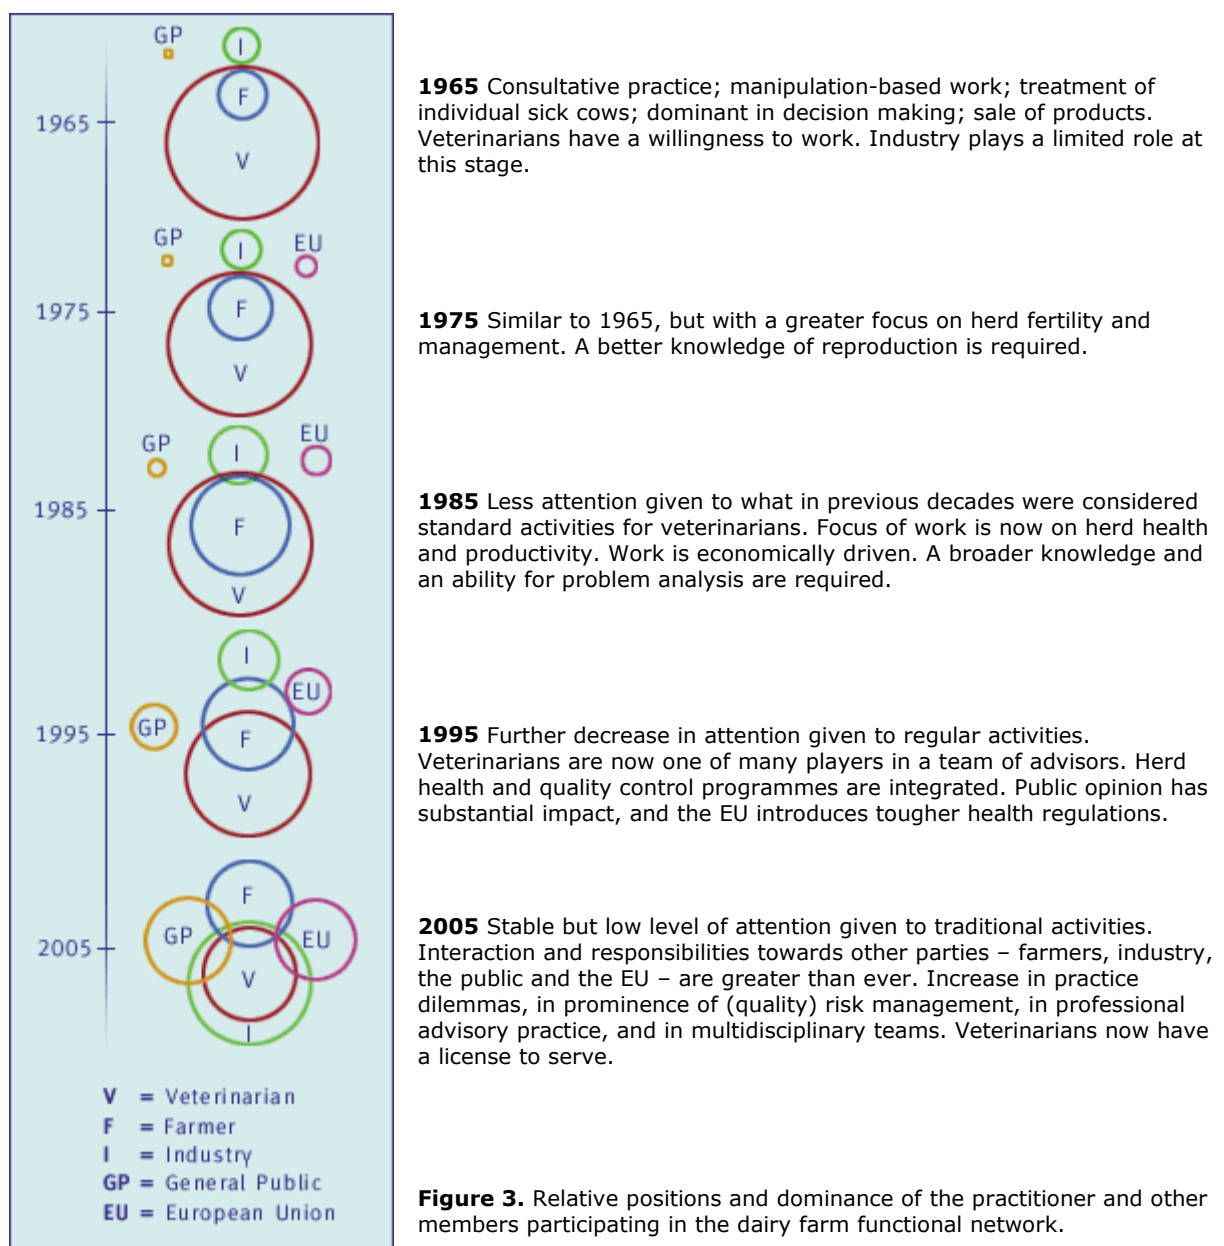 GP
I
F
1965
V
1965 Consultative practice; manipulation-based work; treatment of
individual sick cows; dominant in decision making; sale of products.
Veterinarians have a willingness to work. Industry plays a limited role at
this stage.
GP
I
EU
1975
F
V
1975 Similar to 1965, but with a greater focus on herd fertility and
management. A better knowledge of reproduction is required.
GP
I
EU
1985
F
V
1985 Less attention given to what in previous decades were considered
standard activities for veterinarians. Focus of work is now on herd health
and productivity. Work is economically driven. A broader knowledge and
an ability for problem analysis are required.
I
EU
GP
1995
F
V
1995 Further decrease in attention given to regular activities.
Veterinarians are now one of many players in a team of advisors. Herd
health and quality control programmes are integrated. Public opinion has
substantial impact, and the EU introduces tougher health regulations.
F
GP
EU
2005
V
I
2005 Stable but low level of attention given to traditional activities.
Interaction and responsibilities towards other parties – farmers, industry,
the public and the EU – are greater than ever. Increase in practice
dilemmas, in prominence of (quality) risk management, in professional
advisory practice, and in multidisciplinary teams. Veterinarians now have
a license to serve.
V = Veterinarian
F = Farmer
I = Industry
GP = General Public
EU = European Union
Figure 3. Relative positions and dominance of the practitioner and other
members participating in the dairy farm functional network.